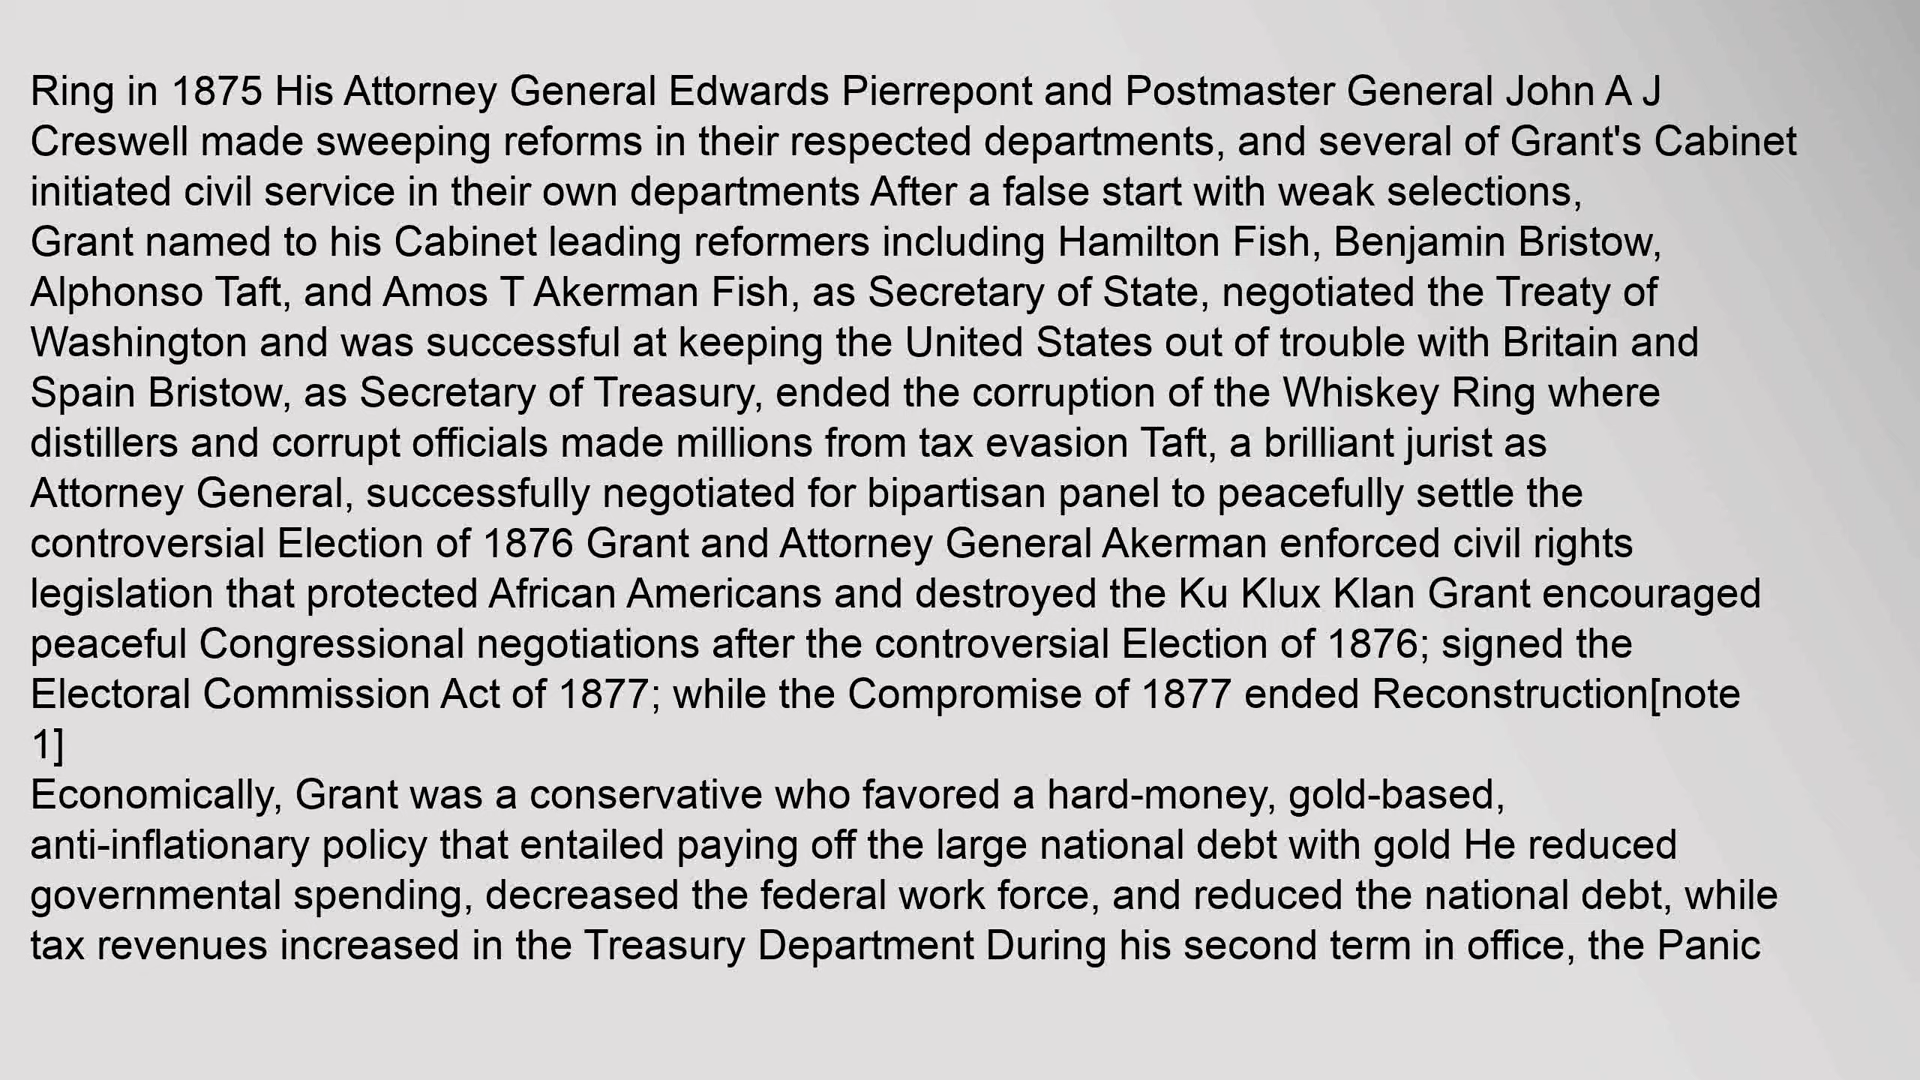 Ring in 1875 His Attorney General Edwards Pierrepont and Postmaster General John A J
Creswell made sweeping reforms in their respected departments, and several of Grant's Cabinet
initiated civil service in their own departments After a false start with weak selections,
Grant named to his Cabinet leading reformers including Hamilton Fish, Benjamin Bristow,
Alphonso Taft, and Amos T Akerman Fish, as Secretary of State, negotiated the Treaty of
Washington and was successful at keeping the United States out of trouble with Britain and
Spain Bristow, as Secretary of Treasury, ended the corruption of the Whiskey Ring where
distillers and corrupt officials made millions from tax evasion Taft, a brilliant jurist as
Attorney General, successfully negotiated for bipartisan panel to peacefully settle the
controversial Election of 1876 Grant and Attorney General Akerman enforced civil rights
legislation that protected African Americans and destroyed the Ku Klux Klan Grant encouraged
peaceful Congressional negotiations after the controversial Election of 1876; signed the
Electoral Commission Act of 1877; while the Compromise of 1877 ended Reconstruction[note
1]
Economically, Grant was a conservative who favored a hard-money, gold-based,
anti-inflationary policy that entailed paying off the large national debt with gold He reduced
governmental spending, decreased the federal work force, and reduced the national debt, while
tax revenues increased in the Treasury Department During his second term in office, the Panic